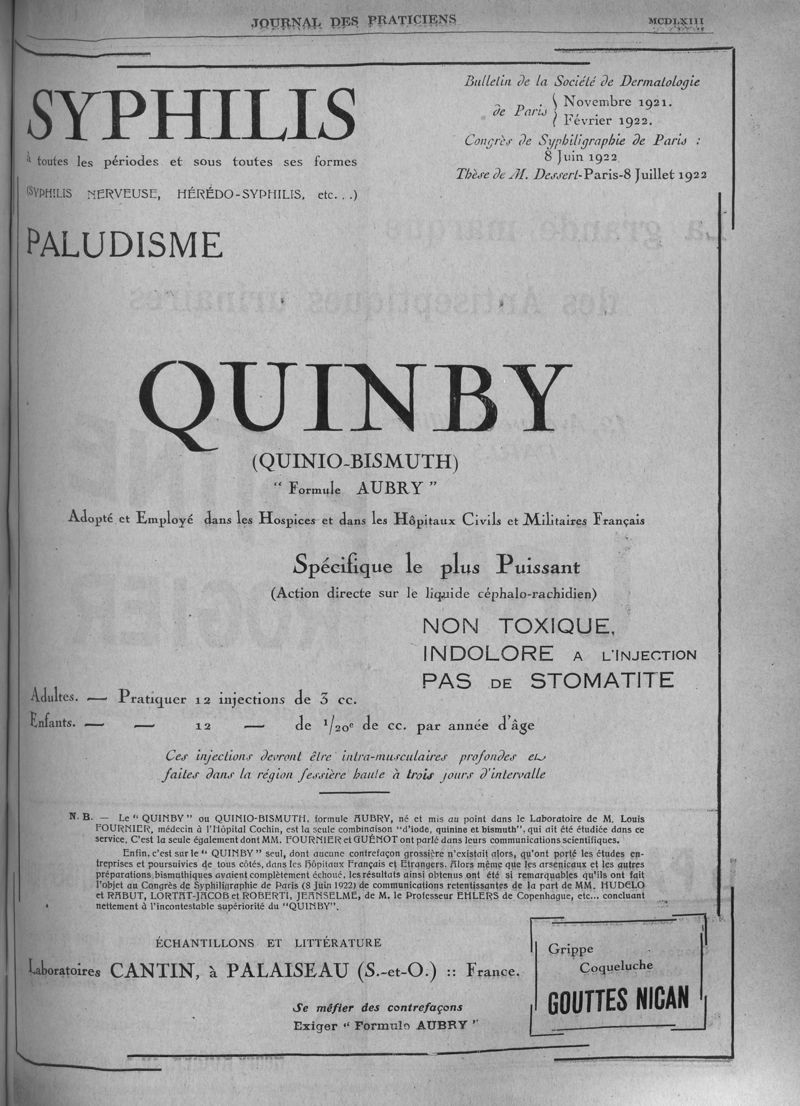 JOURNAL DES PRATICIENS
MCDLXIII
SYPHILIS
à toutes les périodes et sous toutes ses formes
(SYPHILIS NERVEUSE, HÉRÉDO-SYPHILIS, etc...)
PALUDISME
Bulletin de la Société de Dermatologie
de Paris { Novembre 1921.
Février 1922.
Congrès de Syphiligraphie de Paris :
8 Juin 1922
Thèse de M. Dessert-Paris-8 Juillet 1922
QUINBY
(QUINIO-BISMUTH)
" Formule AUBRY "
Adopté et Employé dans les Hospices et dans les Hôpitaux Civils et Militaires Français
Spécifique le plus Puissant
(Action directe sur le liquide céphalo-rachidien)
NON TOXIQUE,
INDOLORE A L'INJECTION
PAS DE STOMATITE
Adultes. — Pratiquer 12 injections de 3 cc.
Enfants. — — 12 — de 1/20e de cc. par année d'âge
Ces injections devront être intra-musculaires profondes et
faites dans la région fessière haute à trois jours d'intervalle
N. B. — Le " QUINBY " ou QUINIO-BISMUTH, formule AUBRY, né et mis au point dans le Laboratoire de M. Louis
FOURNIER, médecin à l'Hôpital Cochin, est la seule combinaison "d'iode, quinine et bismuth", qui ait été étudiée dans ce
service. C'est la seule également dont MM. FOURNIER et GUÉNOT ont parlé dans leurs communications scientifiques.
Enfin, c'est sur le " QUINBY " seul, dont aucune contrefaçon grossière n'existait alors, qu'ont porté les études en-
treprises et poursuivies de tous côtés, dans les Hôpitaux Français et Etrangers. Alors même que les arsenicaux et les autres
préparations bismuthiques avaient complètement échoué, les résultats ainsi obtenus ont été si remarquables qu'ils ont fait
l'objet au Congrès de Syphiligraphie de Paris (8 Juin 1922) de communications retentissantes de la part de MM. HUDELO
et RABUT, LORTAT-JACOB et ROBERTI, JEANSELME, de M. le Professeur EHLERS de Copenhague, etc... concluant
nettement à l'incontestable supériorité du "QUINBY".
ÉCHANTILLONS ET LITTÉRATURE
Laboratoires CANTIN, à PALAISEAU (S.-et-O.) :: France.
Se méfier des contrefaçons
Exiger " Formulo AUBRY "
Grippe
Coqueluche
GOUTTES NICAN